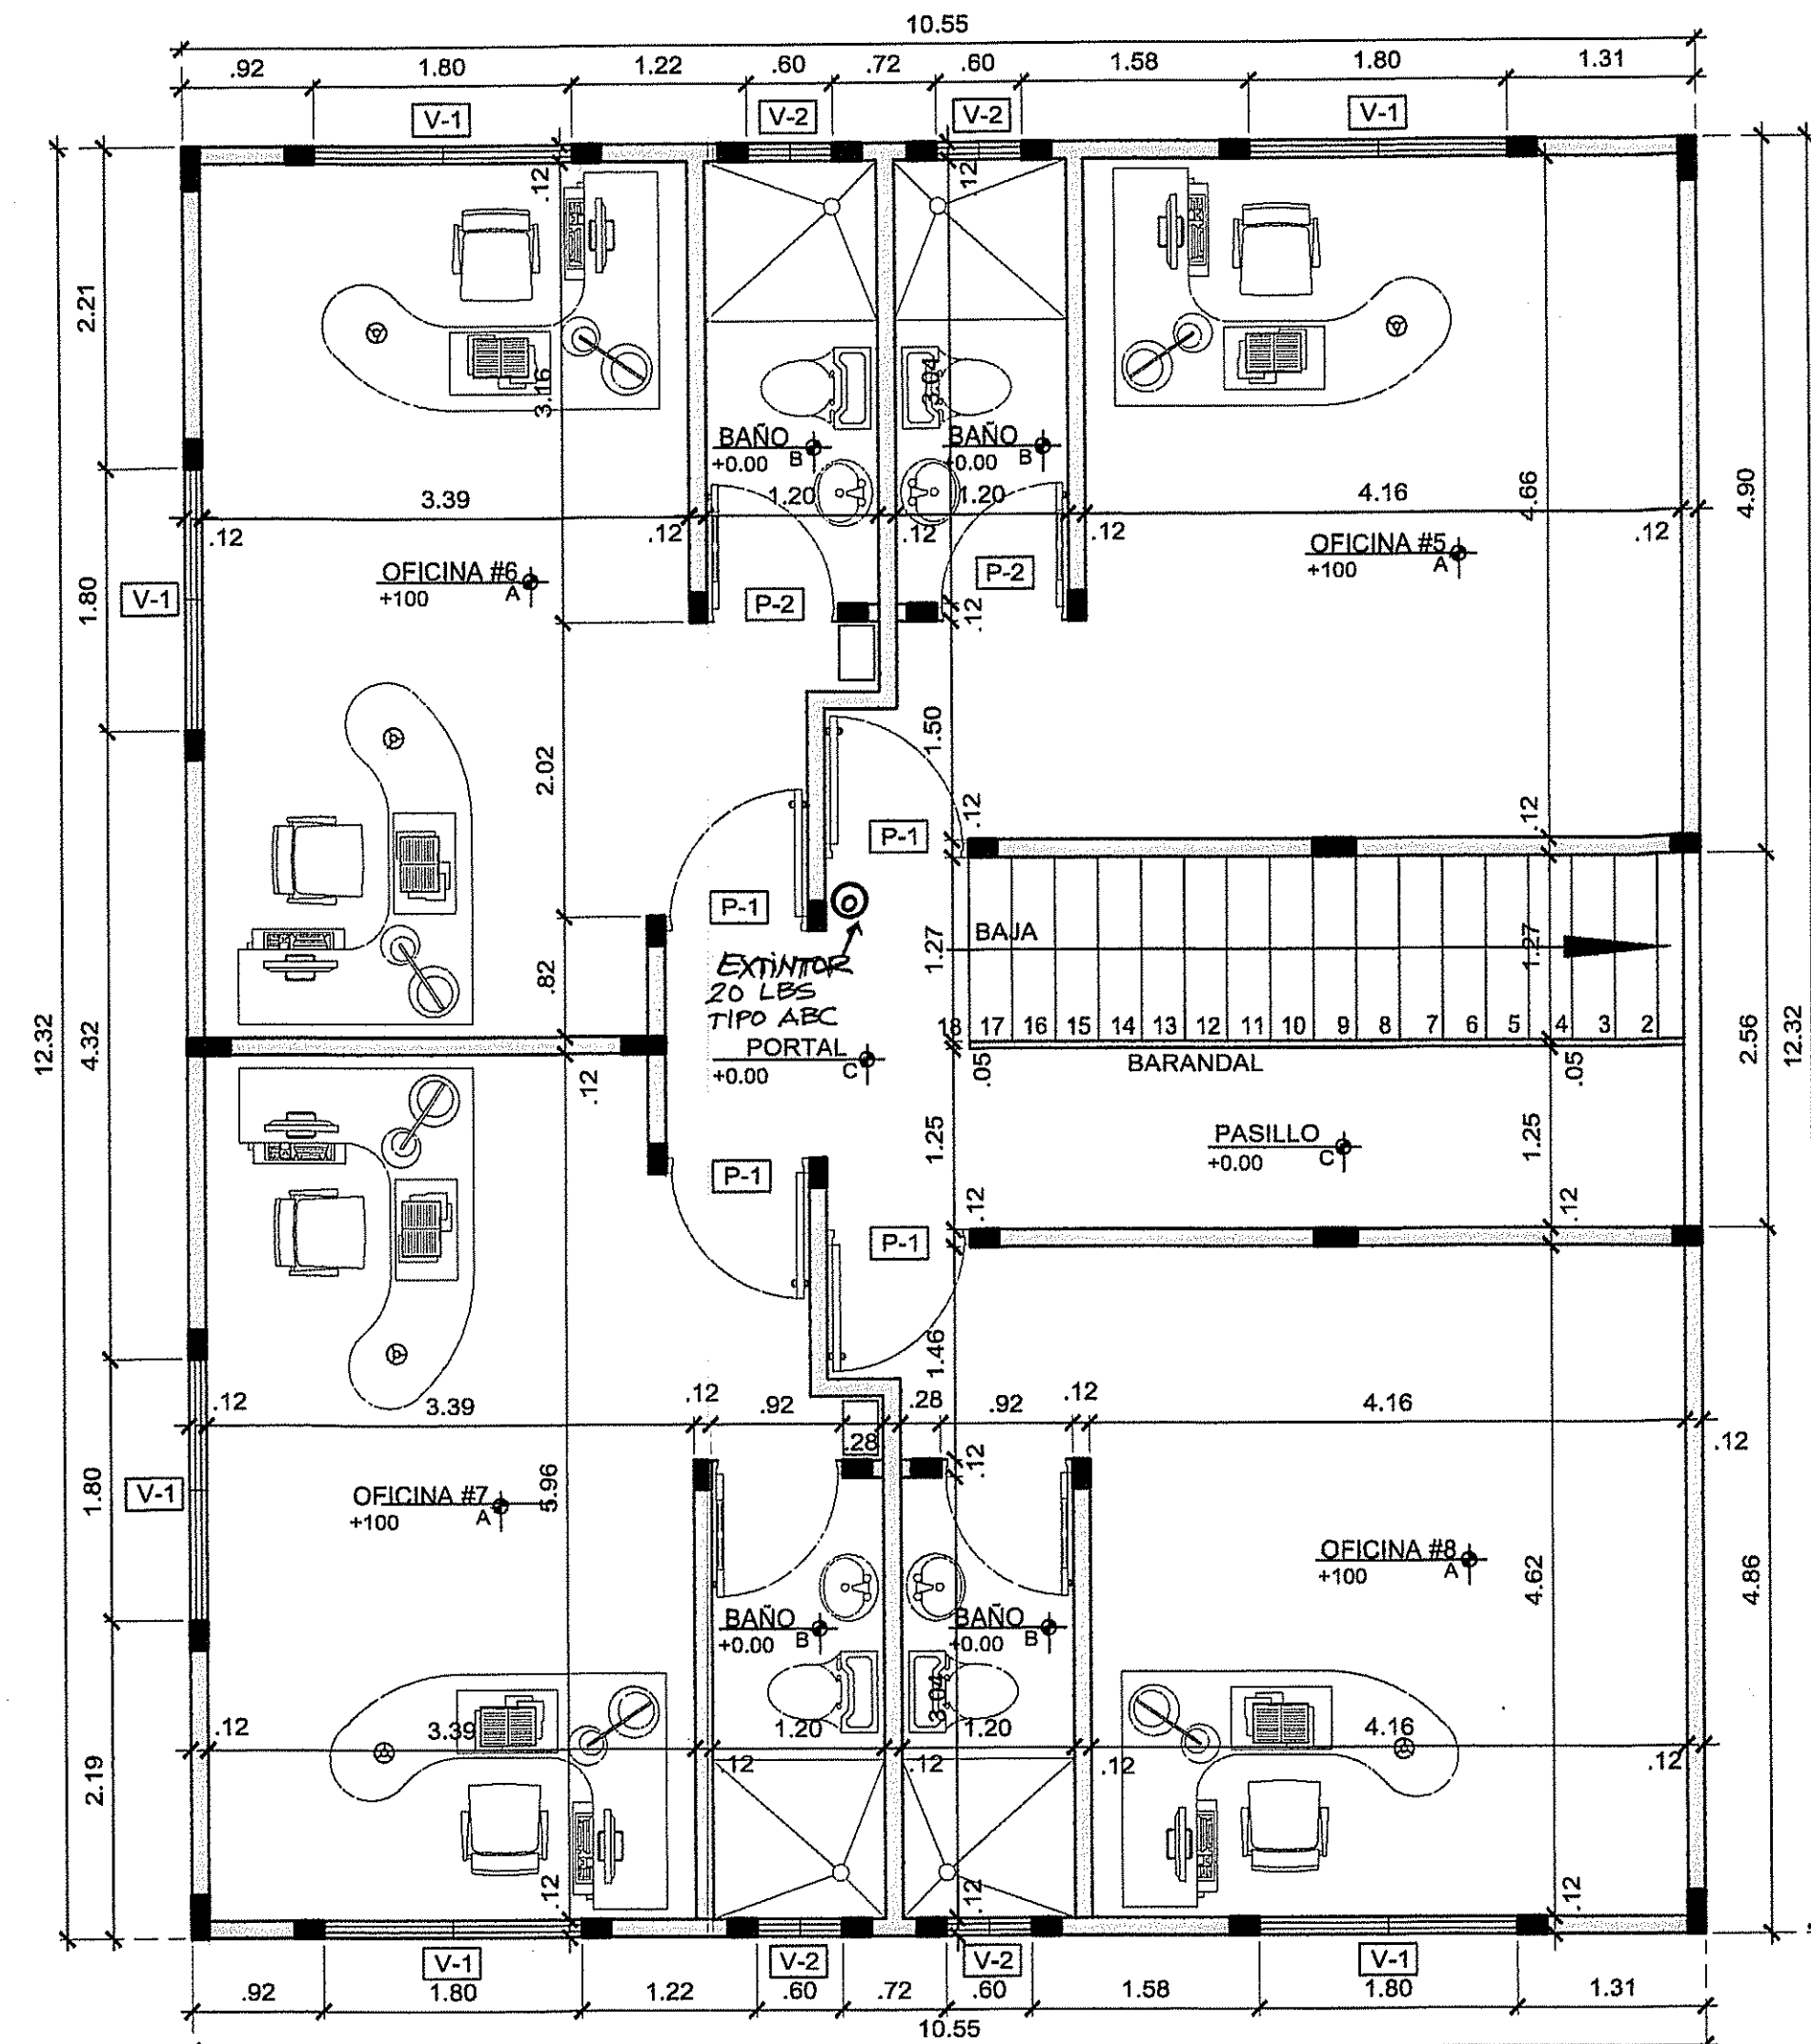 10.55
.92 1.80 1.22 .60 .72 .60 1.58 1.80 1.31
V-1 V-2 V-2 V-1
.12 .12
2.21
3.16 3.04
BAÑO BAÑO
+0.00 B +0.00 B
3.39 1.20 1.20 4.16 4.66 4.90
.12 .12 .12 .12 .12
OFICINA #6 OFICINA #5
+100 A +100 A
1.80 V-1 P-2 P-2
.12
1.50
2.02
.12 .12
P-1
P-1
1.27 BAJA 1.27
EXTINTOR
20 LBS
TIPO ABC
.82
12.32 4.32 18 17 16 15 14 13 12 11 10 9 8 7 6 5 4 3 2 2.56 12.32
PORTAL
+0.00 C
.05 BARANDAL .05
.12
1.25 PASILLO 1.25
+0.00 C
P-1
.12 .12
P-1
1.46
.12 3.39 .12 .92 .28 .92 .12 4.16
.28 .12 .12
1.80 V-1
OFICINA #7 5.96
+100 A
OFICINA #8
+100 A
4.62 4.86
BAÑO BAÑO
+0.00 B +0.00 B
3.04
.12 3.39 1.20 1.20 4.16
.12 .12 .12 .12
2.19
.12 .12 .12
V-1 V-2 V-2 V-1
.92 1.80 1.22 .60 .72 .60 1.58 1.80 1.31
10.55